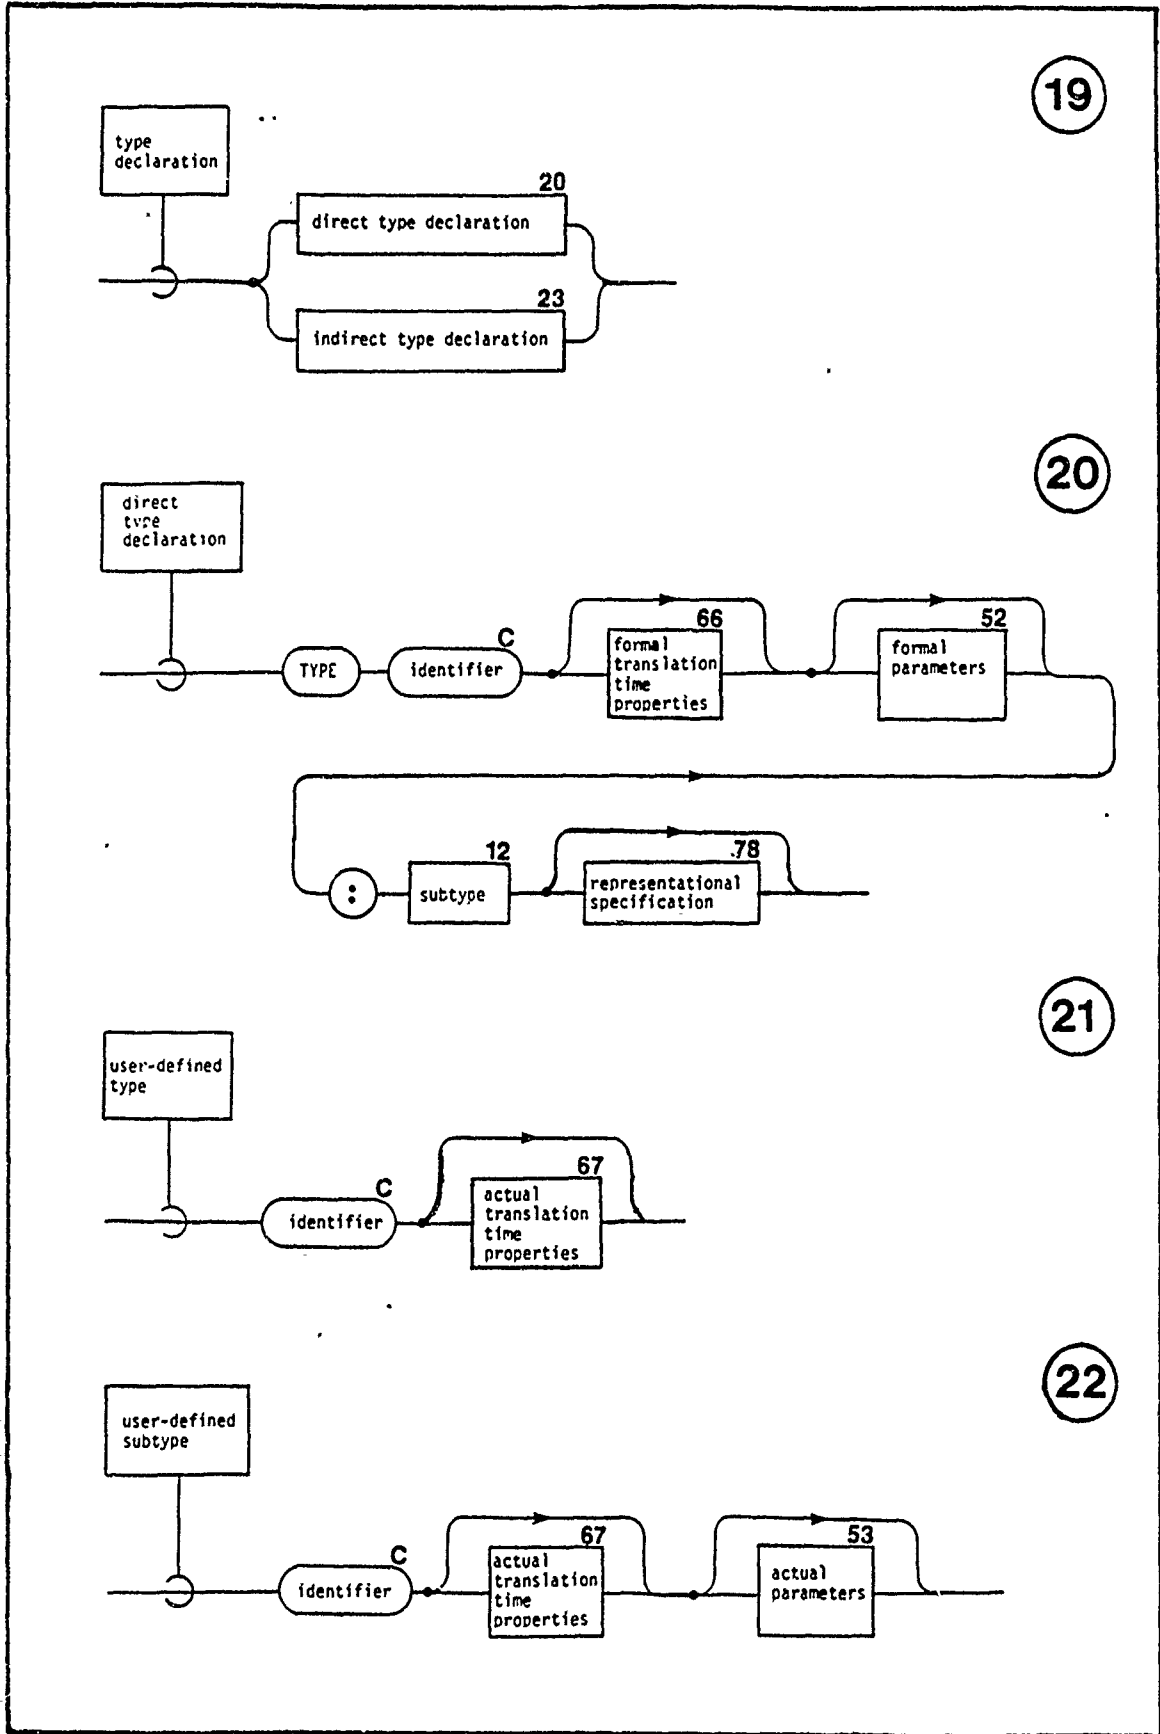 19
type
declaration
20
direct type declaration
23
indirect type declaration
20
direct
type
declaration
66
52
C
TYPE
identifier
formal
translation
time
properties
formal
parameters
12
78
:
subtype
representational
specification
21
user-defined
type
67
C
identifier
actual
translation
time
properties
22
user-defined
subtype
67
53
C
identifier
actual
translation
time
properties
actual
parameters